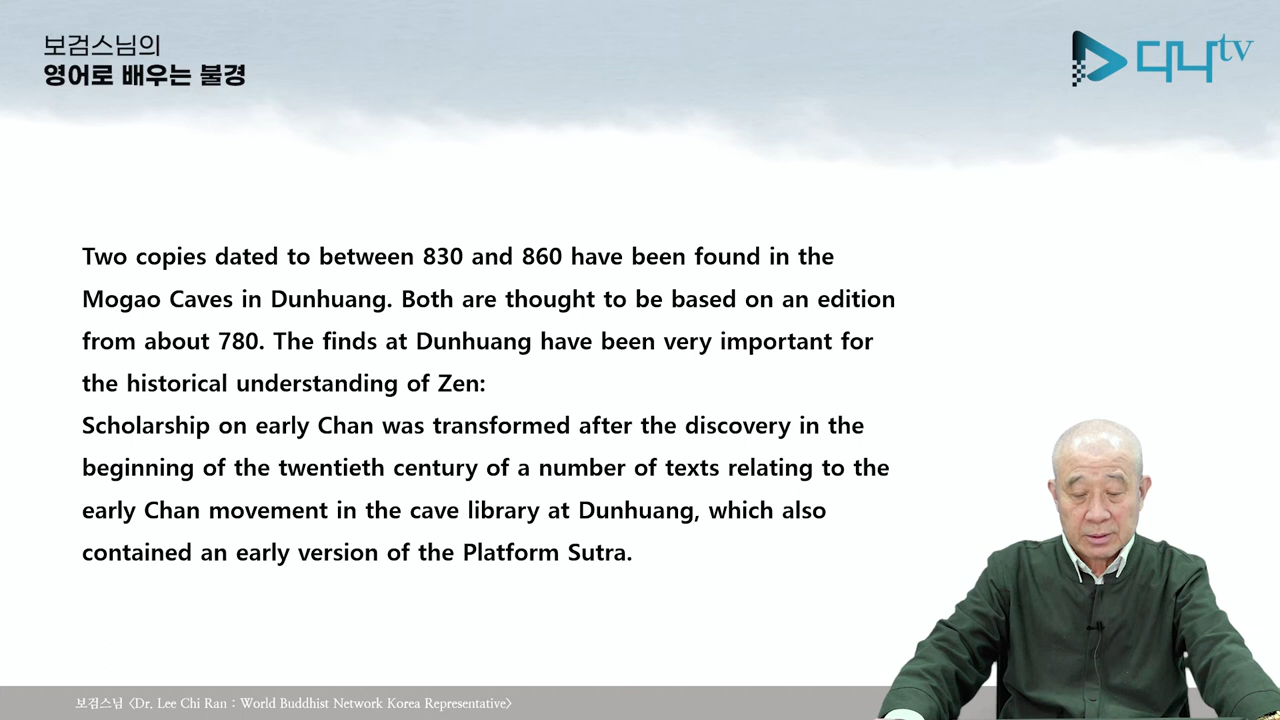 보검스님의
영어로 배우는 불경
다나tv
Two copies dated to between 830 and 860 have been found in the
Mogao Caves in Dunhuang. Both are thought to be based on an edition
from about 780. The finds at Dunhuang have been very important for
the historical understanding of Zen:
Scholarship on early Chan was transformed after the discovery in the
beginning of the twentieth century of a number of texts relating to the
early Chan movement in the cave library at Dunhuang, which also
contained an early version of the Platform Sutra.
보검스님 <Dr. Lee Chi Ran : World Buddhist Network Korea Representative>